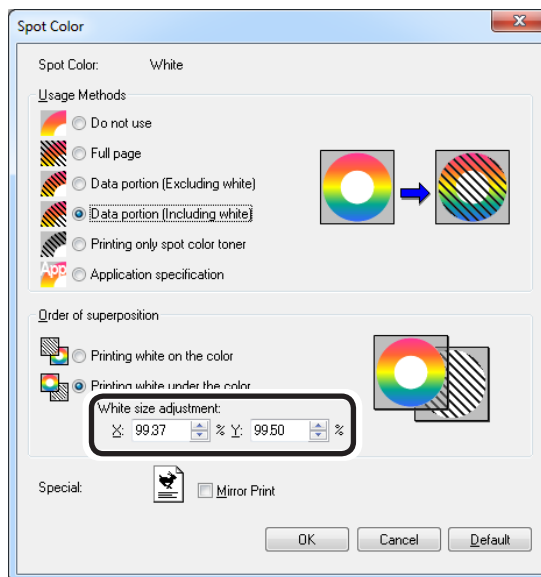 Spot Color
Spot Color: White
Usage Methods
Do not use
Full page
Data portion (Excluding white)
Data portion (Including white)
Printing only spot color toner
App Application specification
Order of superposition
Printing white on the color
Printing white under the color
White size adjustment:
X: 99.37 % Y: 99.50 %
Special: Mirror Print
OK Cancel Default